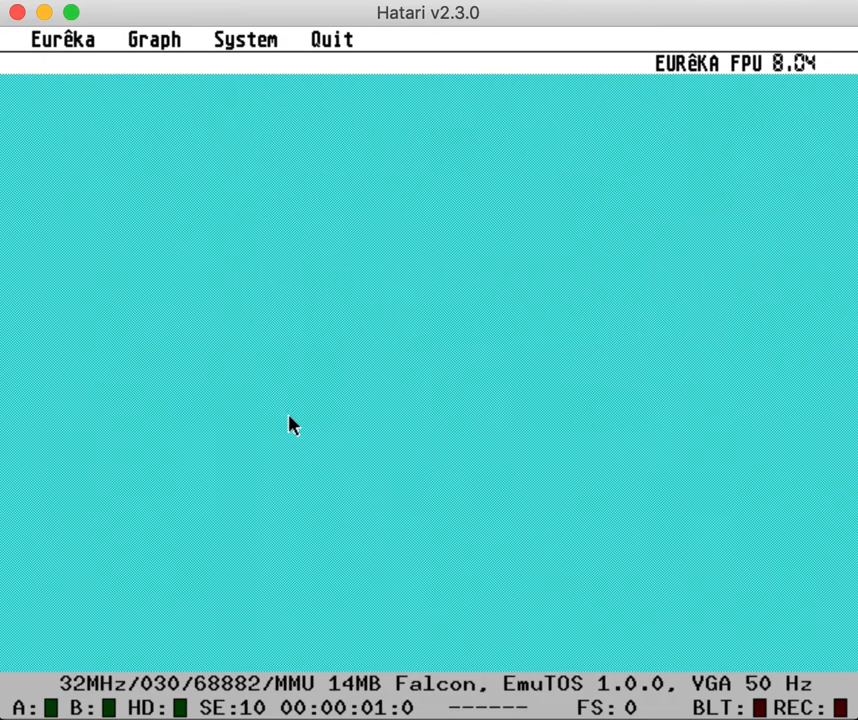 Hatari v2.3.0
Eurêka Graph System Quit
EURêKA FPU 8.04
32MHz/030/68882/MMU 14MB Falcon, EmuTOS 1.0.0, VGA 50 Hz
A: B: HD: SE:10 00:00:01:0 ------ FS: 0 BLT: REC: